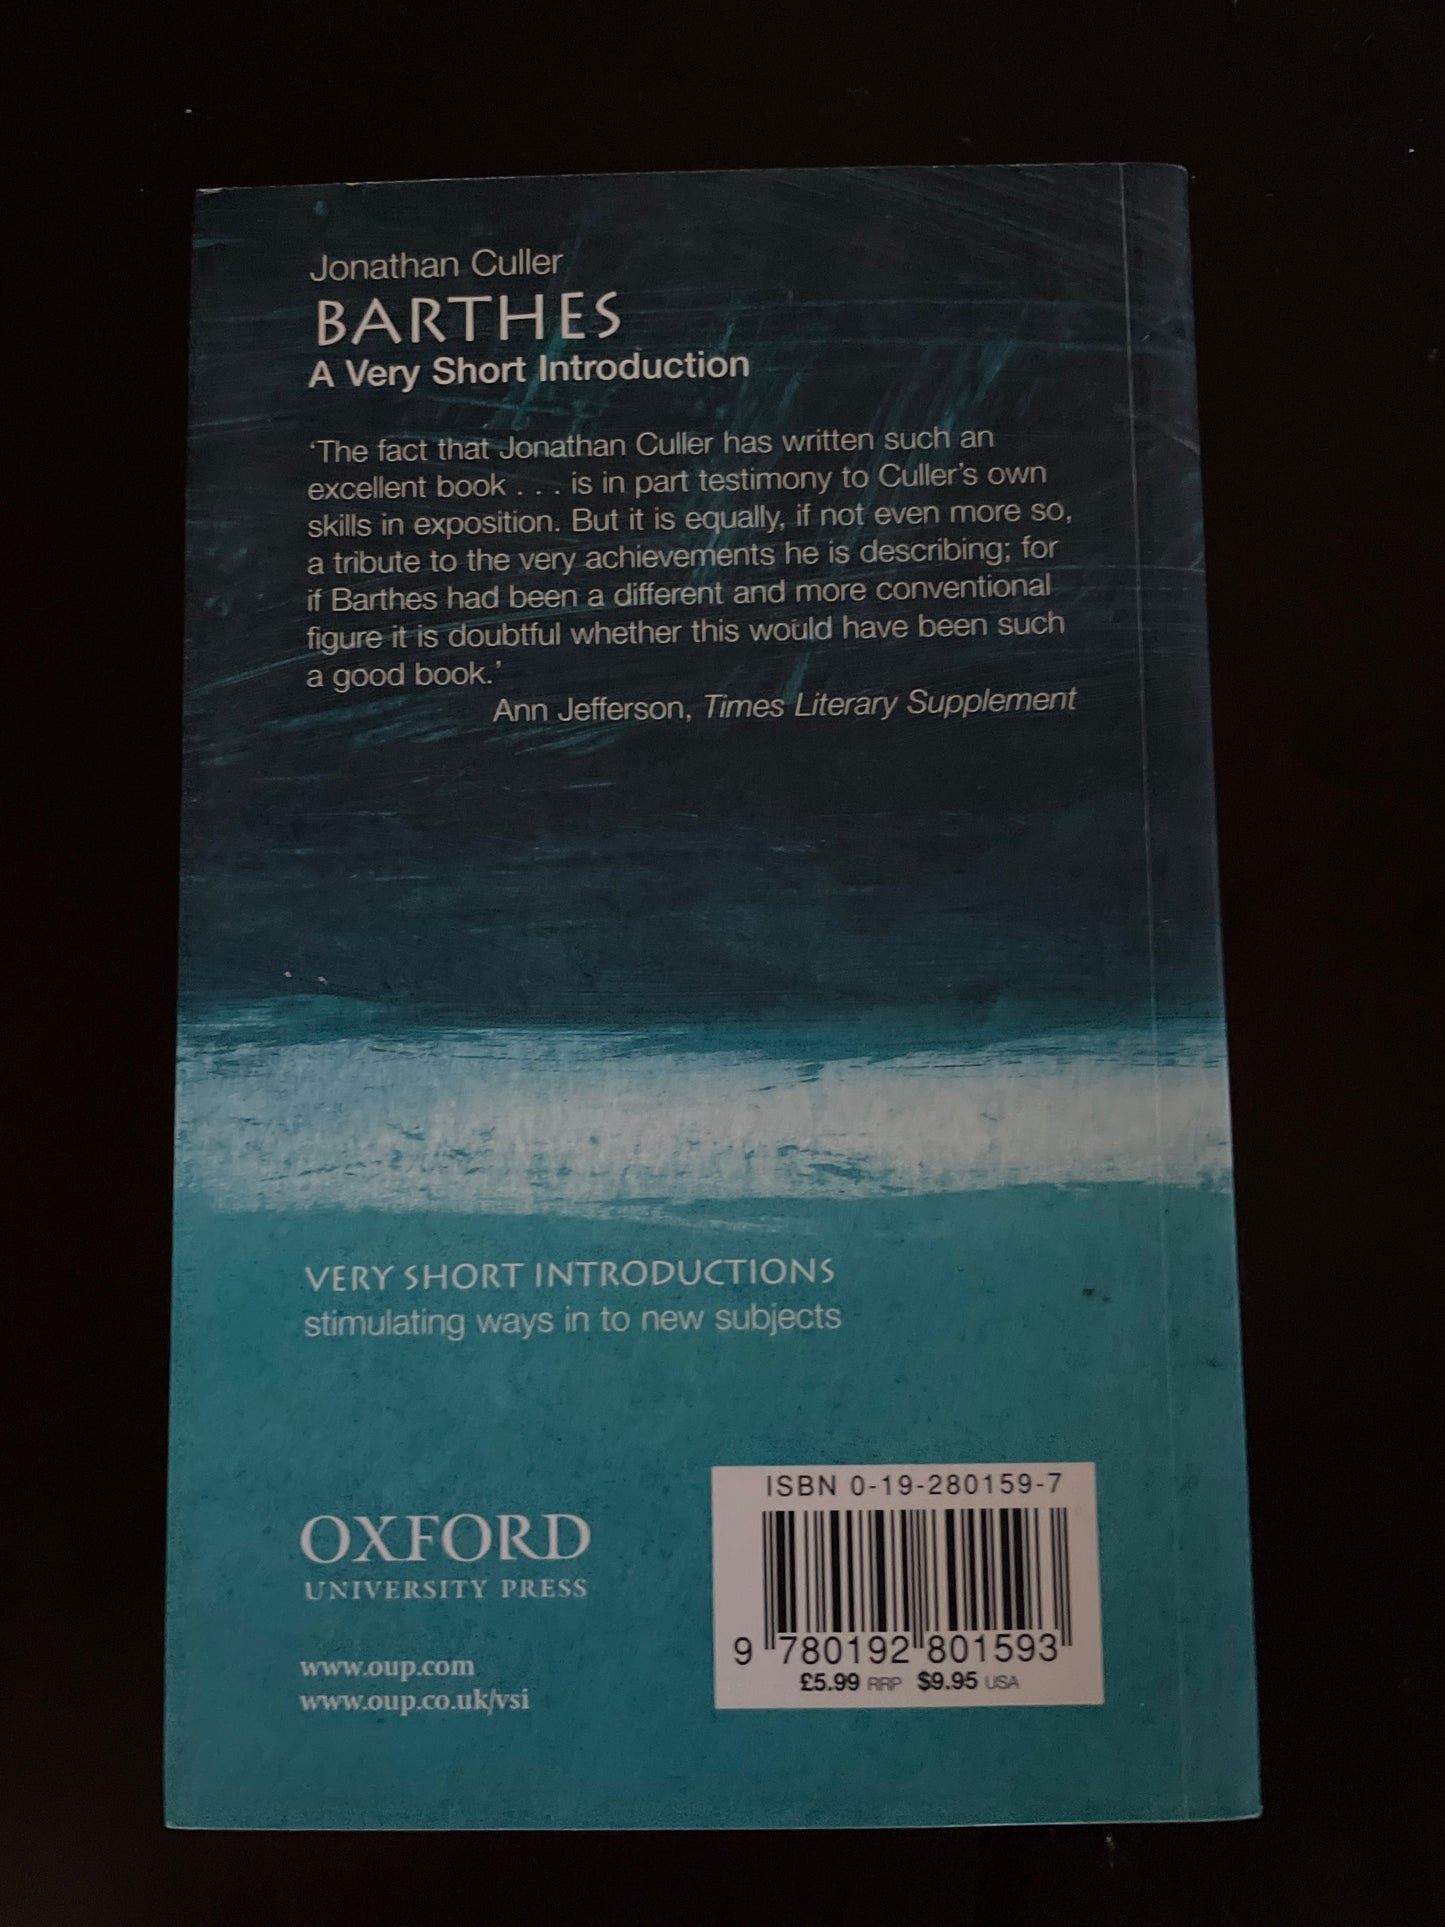 Jonathan Culler
BARTHES
A Very Short Introduction
‘The fact that Jonathan Culler has written such an
excellent book . . . is in part testimony to Culler’s own
skills in exposition. But it is equally, if not even more so,
a tribute to the very achievements he is describing; for
if Barthes had been a different and more conventional
figure it is doubtful whether this would have been such
a good book.’
Ann Jefferson, Times Literary Supplement
VERY SHORT INTRODUCTIONS
stimulating ways in to new subjects
OXFORD
UNIVERSITY PRESS
www.oup.com
www.oup.co.uk/vsi
ISBN 0-19-280159-7
9 780192 801593
£5.99 RRP $9.95 USA